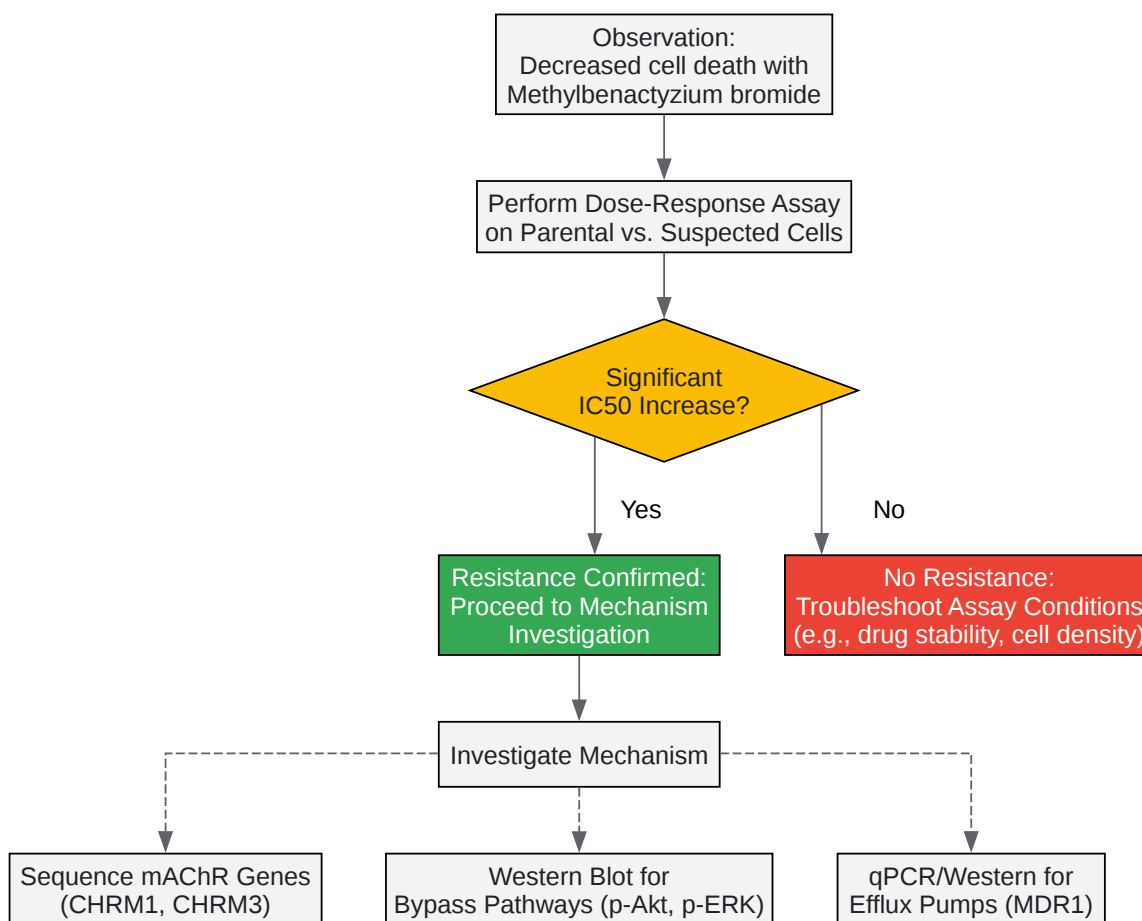 Observation:
Decreased cell death with
Methylbenactyzium bromide
Perform Dose-Response Assay
on Parental vs. Suspected Cells
Significant
IC50 Increase?
Yes
No
Resistance Confirmed:
Proceed to Mechanism
Investigation
No Resistance:
Troubleshoot Assay Conditions
(e.g., drug stability, cell density)
Investigate Mechanism
Sequence mAChR Genes
(CHRM1, CHRM3)
Western Blot for
Bypass Pathways (p-Akt, p-ERK)
qPCR/Western for
Efflux Pumps (MDR1)